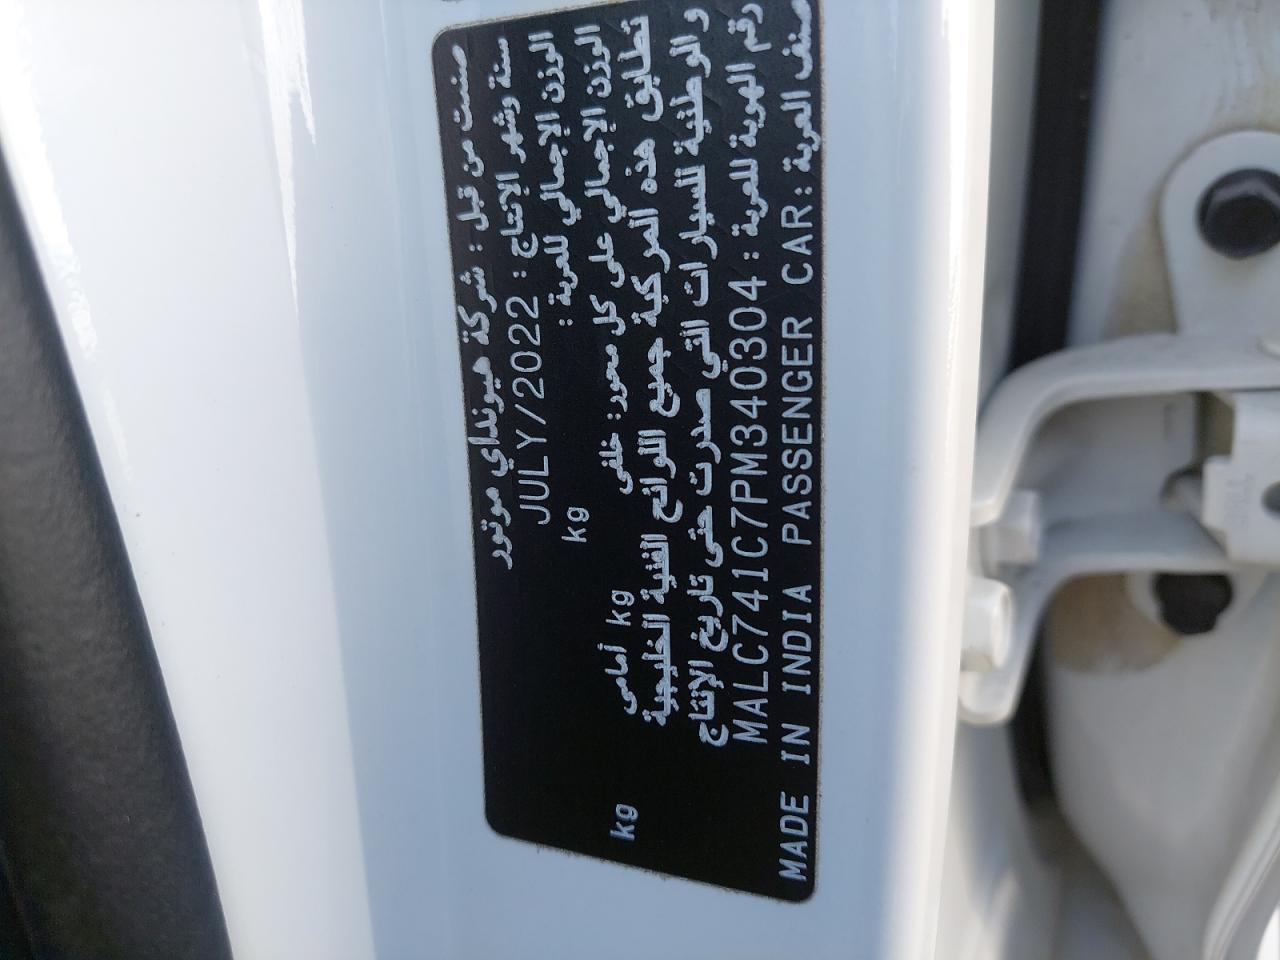 صنعت من قبل : شركة هيونداي موتور
سنة وشهر الإنتاج : JULY/2022
الوزن الإجمالي للعربة : kg
الوزن الإجمالي على كل محور: خلفى kg أمامى kg
تطابق هذه المركبة جميع اللوائح الفنية الخليجية
و الوطنية للسيارات التي صدرت حتى تاريخ الإنتاج
رقم الهوية للعربة : MALC741C7PM340304
صنف العربة: PASSENGER CAR MADE IN INDIA